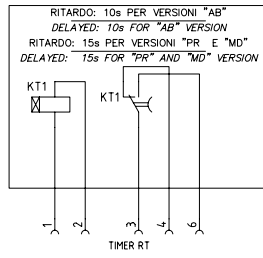 RITARDO: 10s PER VERSIONI "AB"
DELAYED: 10s FOR "AB" VERSION
RITARDO: 15s PER VERSIONI "PR E "MD"
DELAYED: 15s FOR "PR" AND "MD" VERSION
KT1
KT1
1 2 3 4 6
TIMER RT